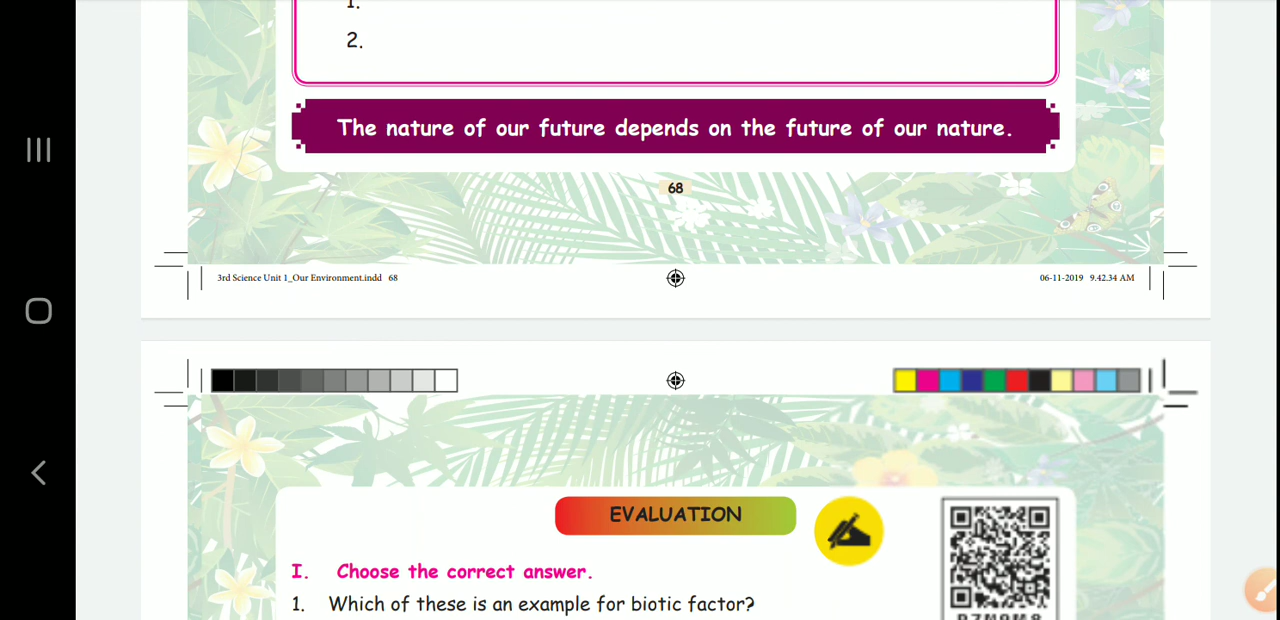 2.
The nature of our future depends on the future of our nature.
68
3rd Science Unit 1_Our Environment.indd 68
06-11-2019 9.42.34 AM
EVALUATION
I. Choose the correct answer.
1. Which of these is an example for biotic factor?